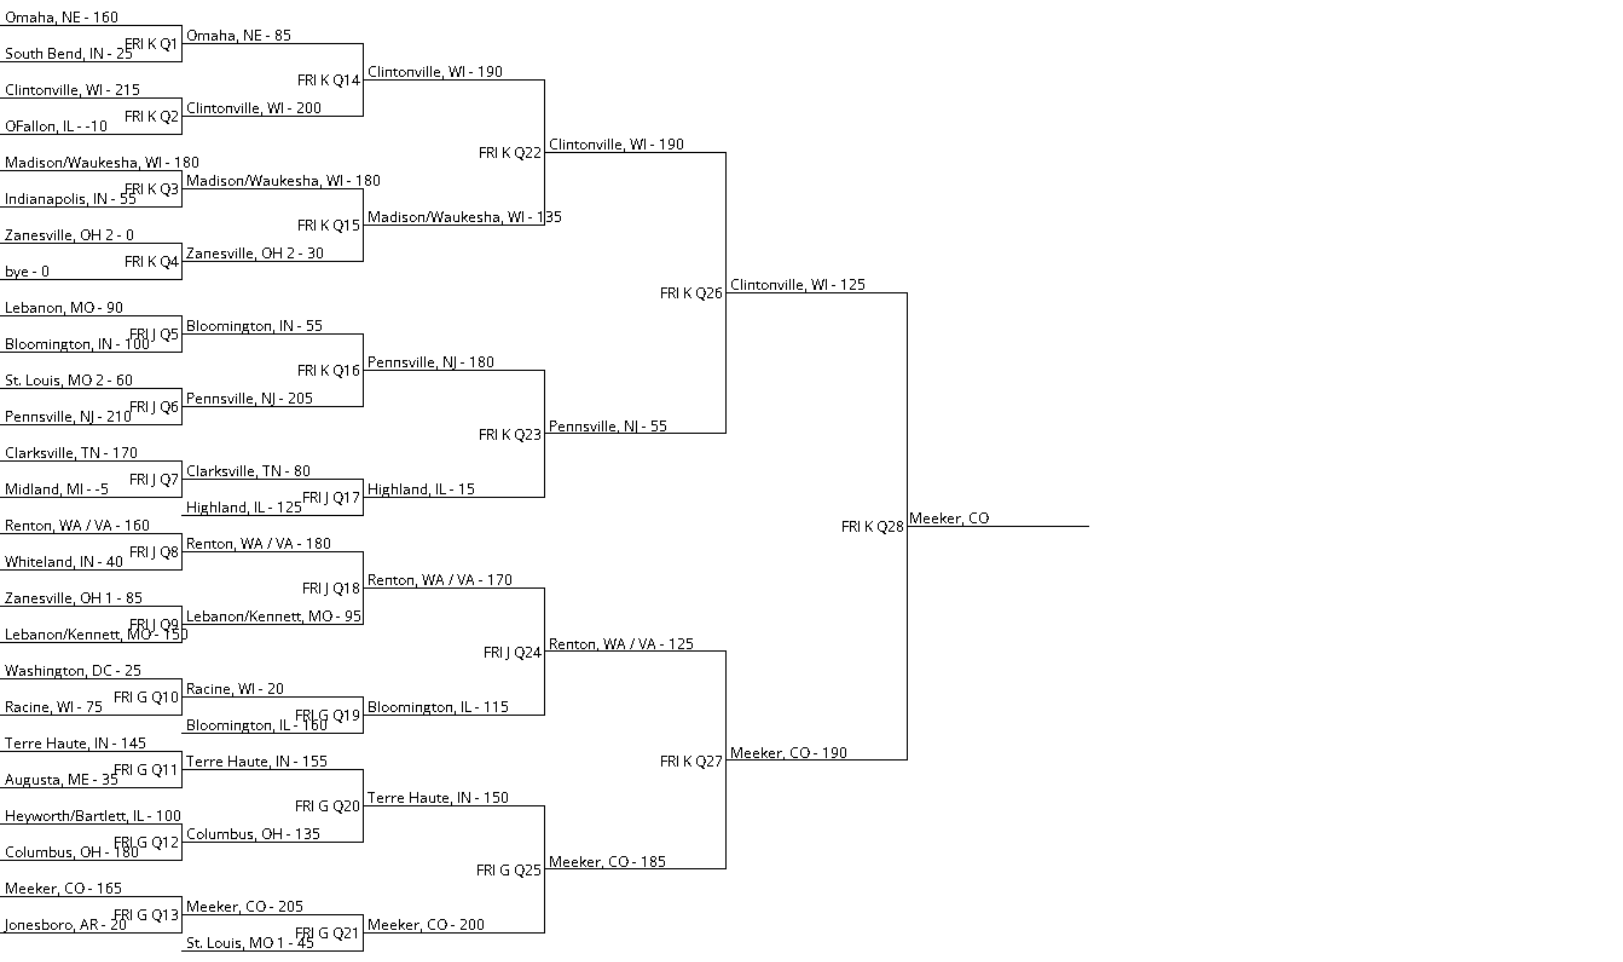 Omaha, NE - 160
FRI K Q1
South Bend, IN - 25
Omaha, NE - 85
FRI K Q14
Clintonville, WI - 190
Clintonville, WI - 215
FRI K Q2
OFallon, IL - -10
Clintonville, WI - 200
FRI K Q22
Clintonville, WI - 190
Madison/Waukesha, WI - 180
FRI K Q3
Indianapolis, IN - 55
Madison/Waukesha, WI - 180
FRI K Q15
Madison/Waukesha, WI - 135
Zanesville, OH 2 - 0
FRI K Q4
bye - 0
Zanesville, OH 2 - 30
FRI K Q26
Clintonville, WI - 125
Lebanon, MO - 90
FRI J Q5
Bloomington, IN - 100
Bloomington, IN - 55
FRI K Q16
Pennsville, NJ - 180
St. Louis, MO 2 - 60
FRI J Q6
Pennsville, NJ - 210
Pennsville, NJ - 205
FRI K Q23
Pennsville, NJ - 55
Clarksville, TN - 170
FRI J Q7
Midland, MI - -5
Clarksville, TN - 80
FRI J Q17
Highland, IL - 125
Highland, IL - 15
FRI K Q28
Meeker, CO
Renton, WA / VA - 160
FRI J Q8
Whiteland, IN - 40
Renton, WA / VA - 180
FRI J Q18
Renton, WA / VA - 170
Zanesville, OH 1 - 85
FRI J Q9
Lebanon/Kennett, MO - 150
Lebanon/Kennett, MO - 95
FRI J Q24
Renton, WA / VA - 125
Washington, DC - 25
FRI G Q10
Racine, WI - 75
Racine, WI - 20
FRI G Q19
Bloomington, IL - 160
Bloomington, IL - 115
FRI K Q27
Meeker, CO - 190
Terre Haute, IN - 145
FRI G Q11
Augusta, ME - 35
Terre Haute, IN - 155
FRI G Q20
Terre Haute, IN - 150
Heyworth/Bartlett, IL - 100
FRI G Q12
Columbus, OH - 180
Columbus, OH - 135
FRI G Q25
Meeker, CO - 185
Meeker, CO - 165
FRI G Q13
Jonesboro, AR - 20
Meeker, CO - 205
FRI G Q21
St. Louis, MO 1 - 45
Meeker, CO - 200